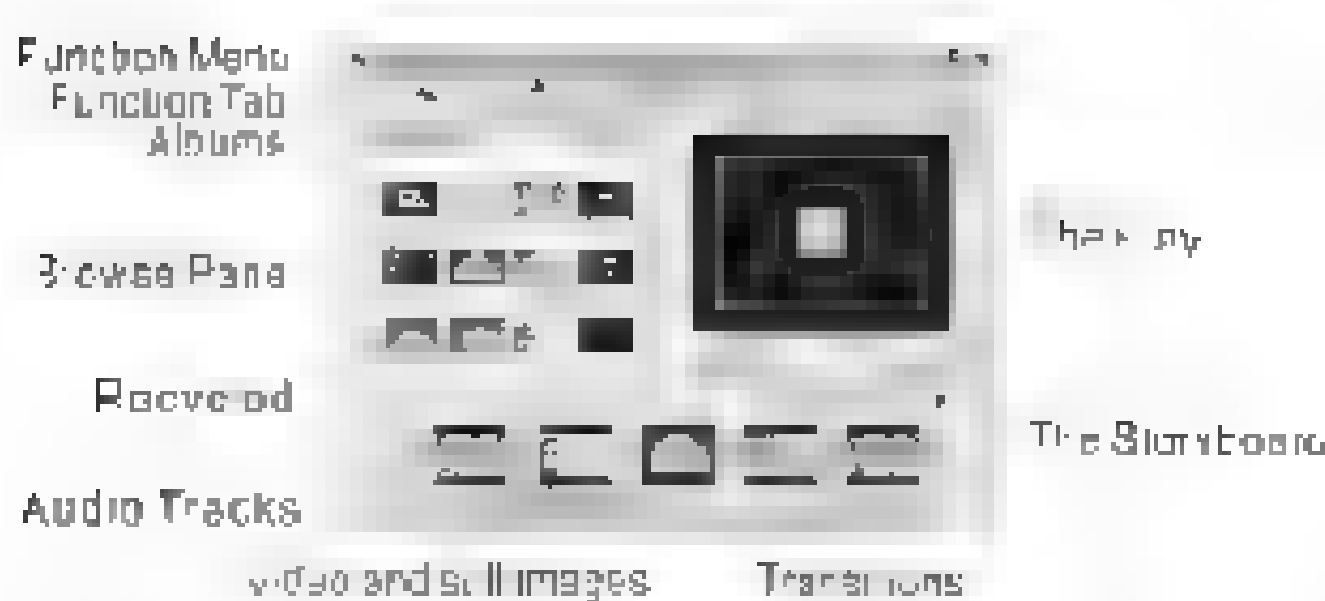 Function Menu
Function Tab
Albums
Browse Pane
The Storyboard
Audio Tracks
Video and still images
Transitions